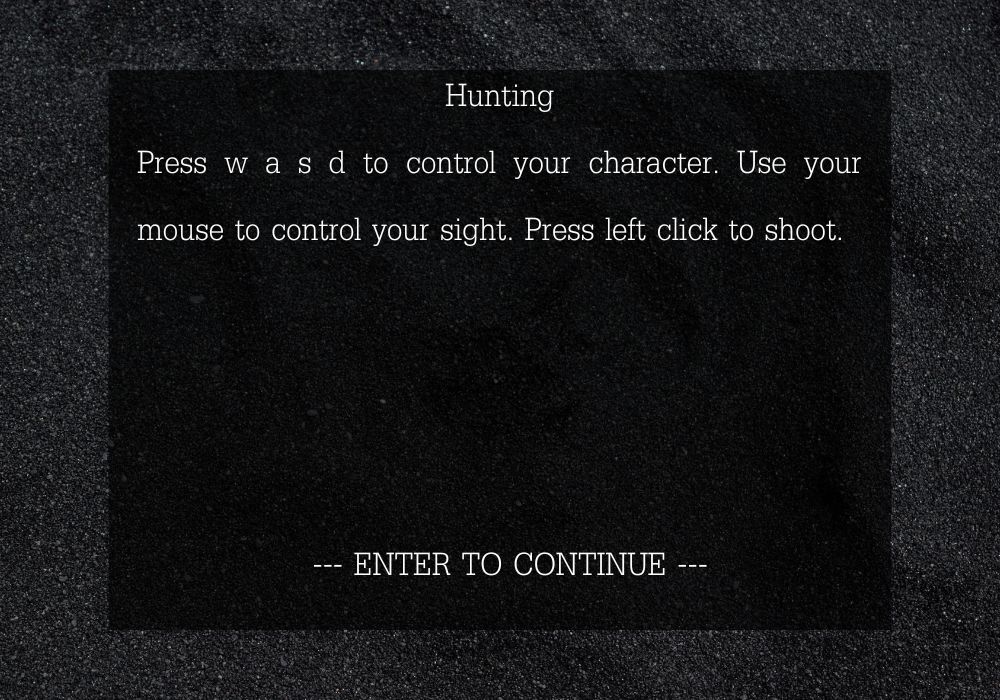 Hunting
Press w a s d to control your character. Use your
mouse to control your sight. Press left click to shoot.
--- ENTER TO CONTINUE ---